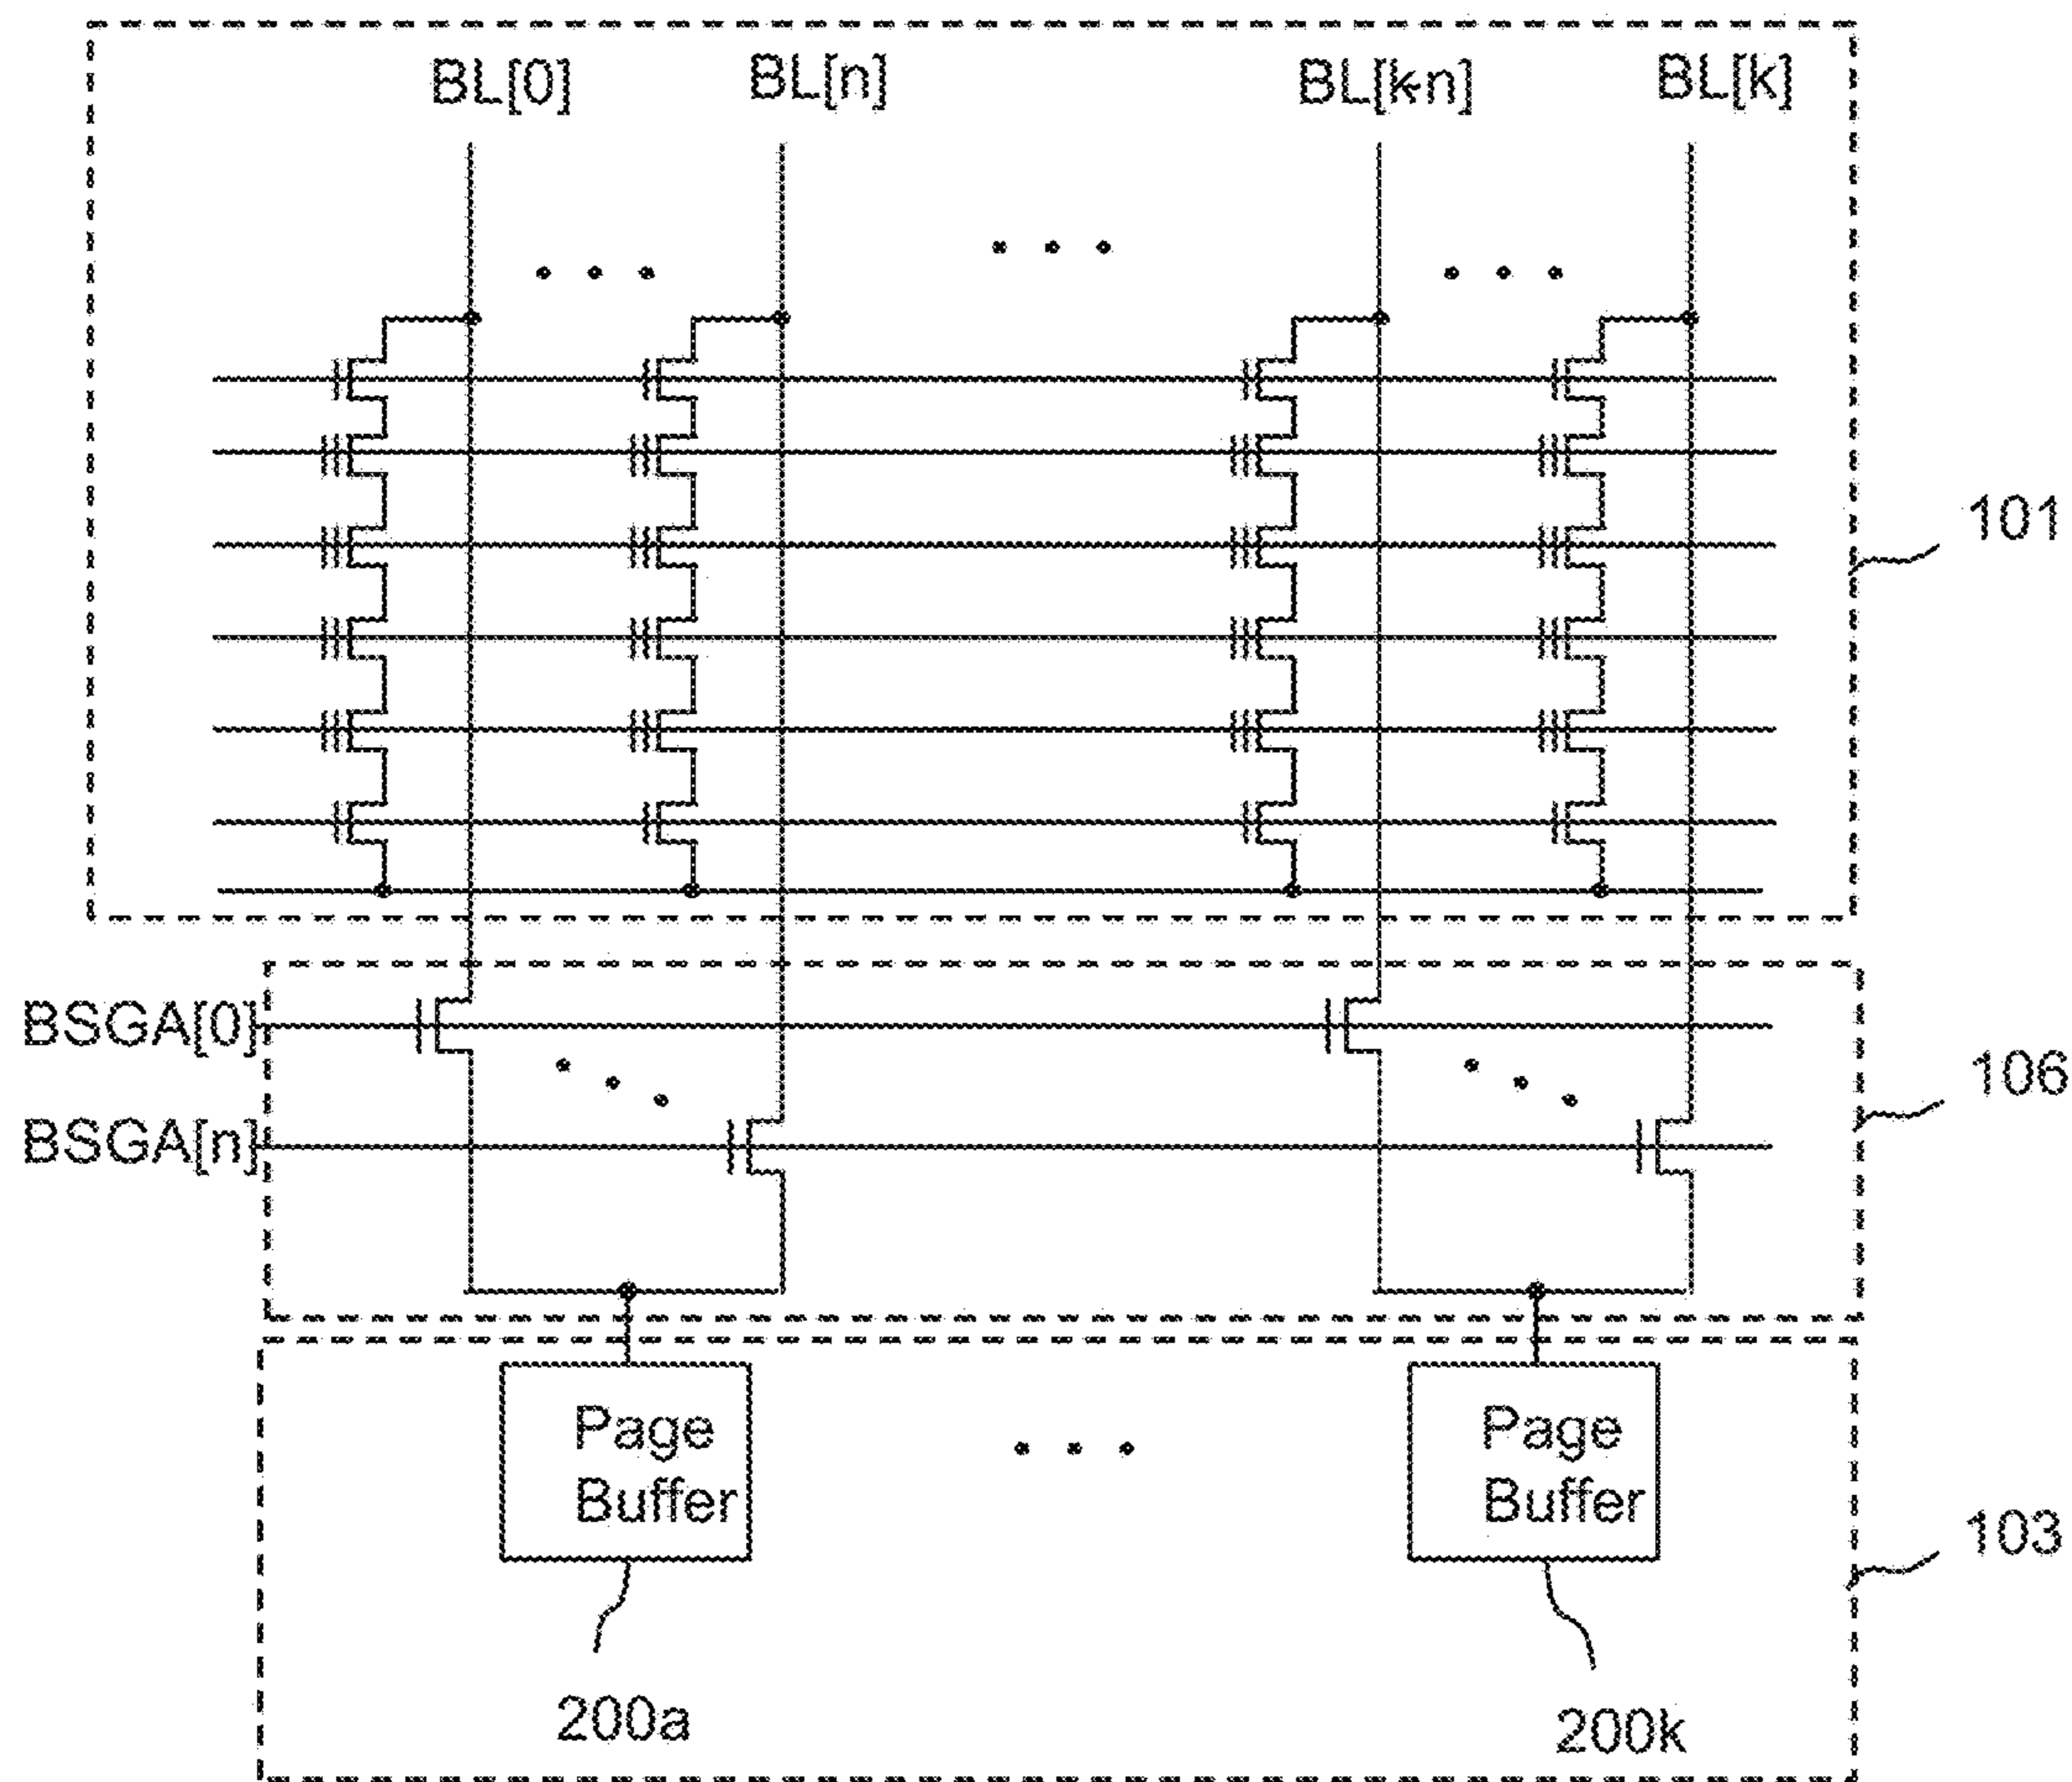 BL[0] BL[n] BL[k-n] BL[k]
101
BSGA[0]
106
BSGA[n]
Page Buffer
Page Buffer
103
200a
200k